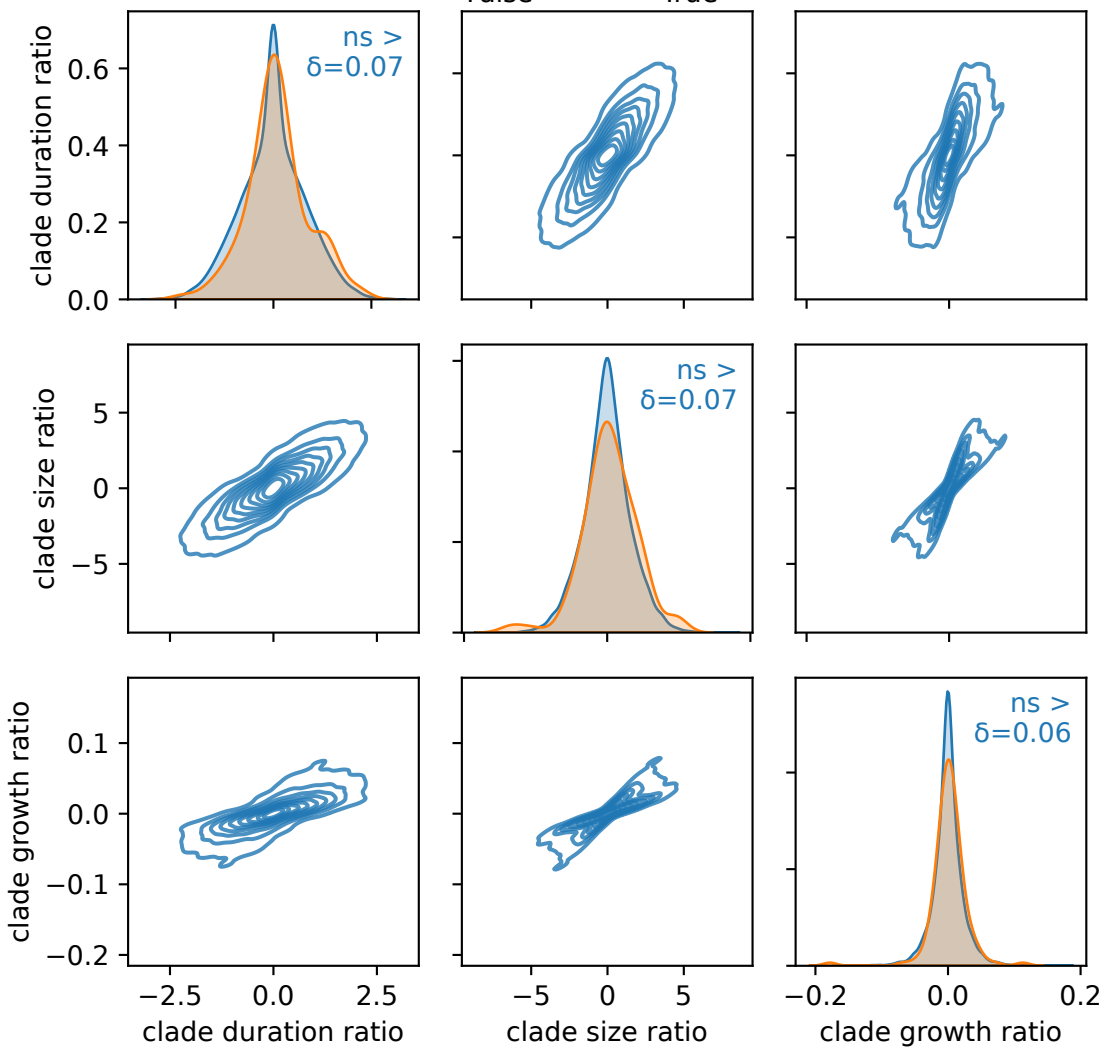 False True
clade duration ratio
0.6
0.4
0.2
0.0
ns >
δ=0.07
clade size ratio
5
0
−5
ns >
δ=0.07
clade growth ratio
0.1
0.0
−0.1
−0.2
ns >
δ=0.06
−2.5 0.0 2.5
−5 0 5
−0.2 0.0 0.2
clade duration ratio
clade size ratio
clade growth ratio